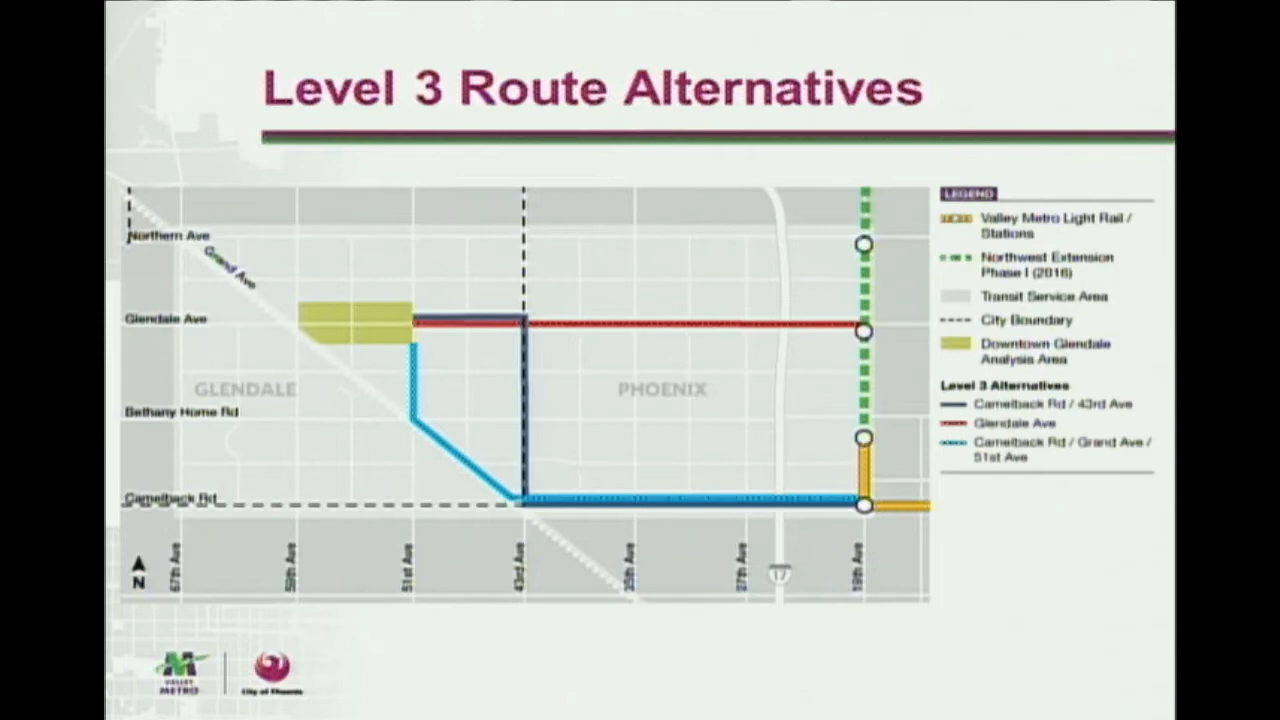 Level 3 Route Alternatives
LEGEND
Valley Metro Light Rail /
Stations
Northwest Extension
Phase I (2016)
Transit Service Area
City Boundary
Downtown Glendale
Analysis Area
Level 3 Alternatives
Camelback Rd / 43rd Ave
Glendale Ave
Camelback Rd / Grand Ave /
51st Ave
Northern Ave
Grand Ave
Glendale Ave
GLENDALE
PHOENIX
Bethany Home Rd
Camelback Rd
N
67th Ave
59th Ave
51st Ave
43rd Ave
35th Ave
27th Ave
17
19th Ave
VALLEY
METRO
City of Phoenix